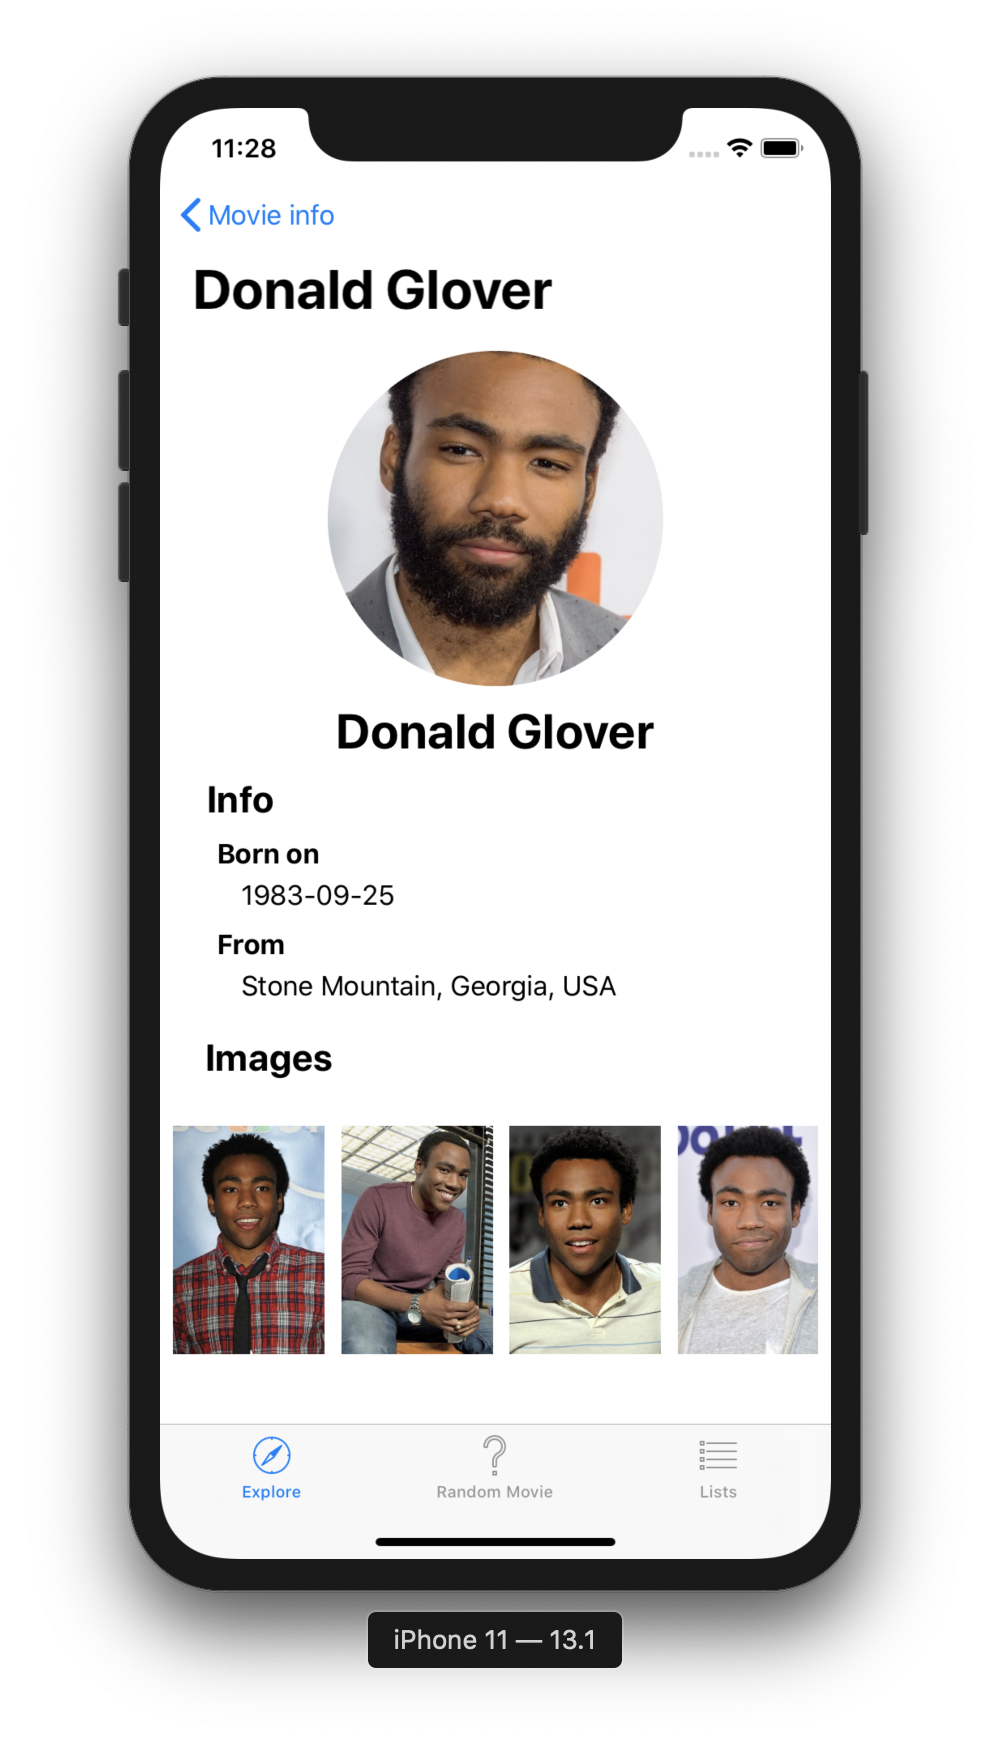 11:28
Movie info
Donald Glover
Donald Glover
Info
Born on
1983-09-25
From
Stone Mountain, Georgia, USA
Images
Explore
Random Movie
Lists
iPhone 11 — 13.1